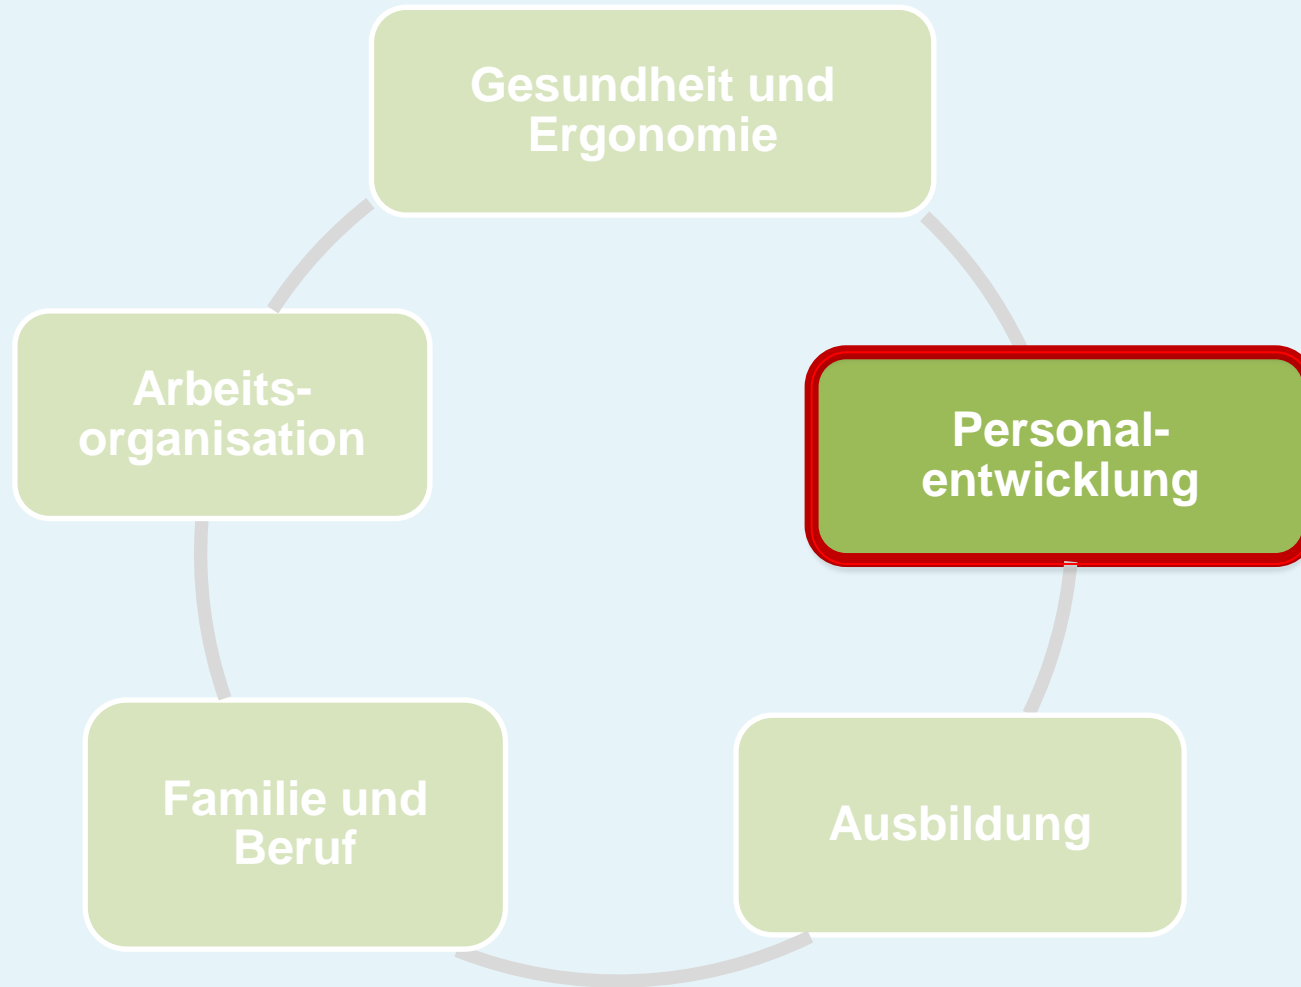 Gesundheit und
Ergonomie
Arbeits-
organisation
Personal-
entwicklung
Familie und
Beruf
Ausbildung